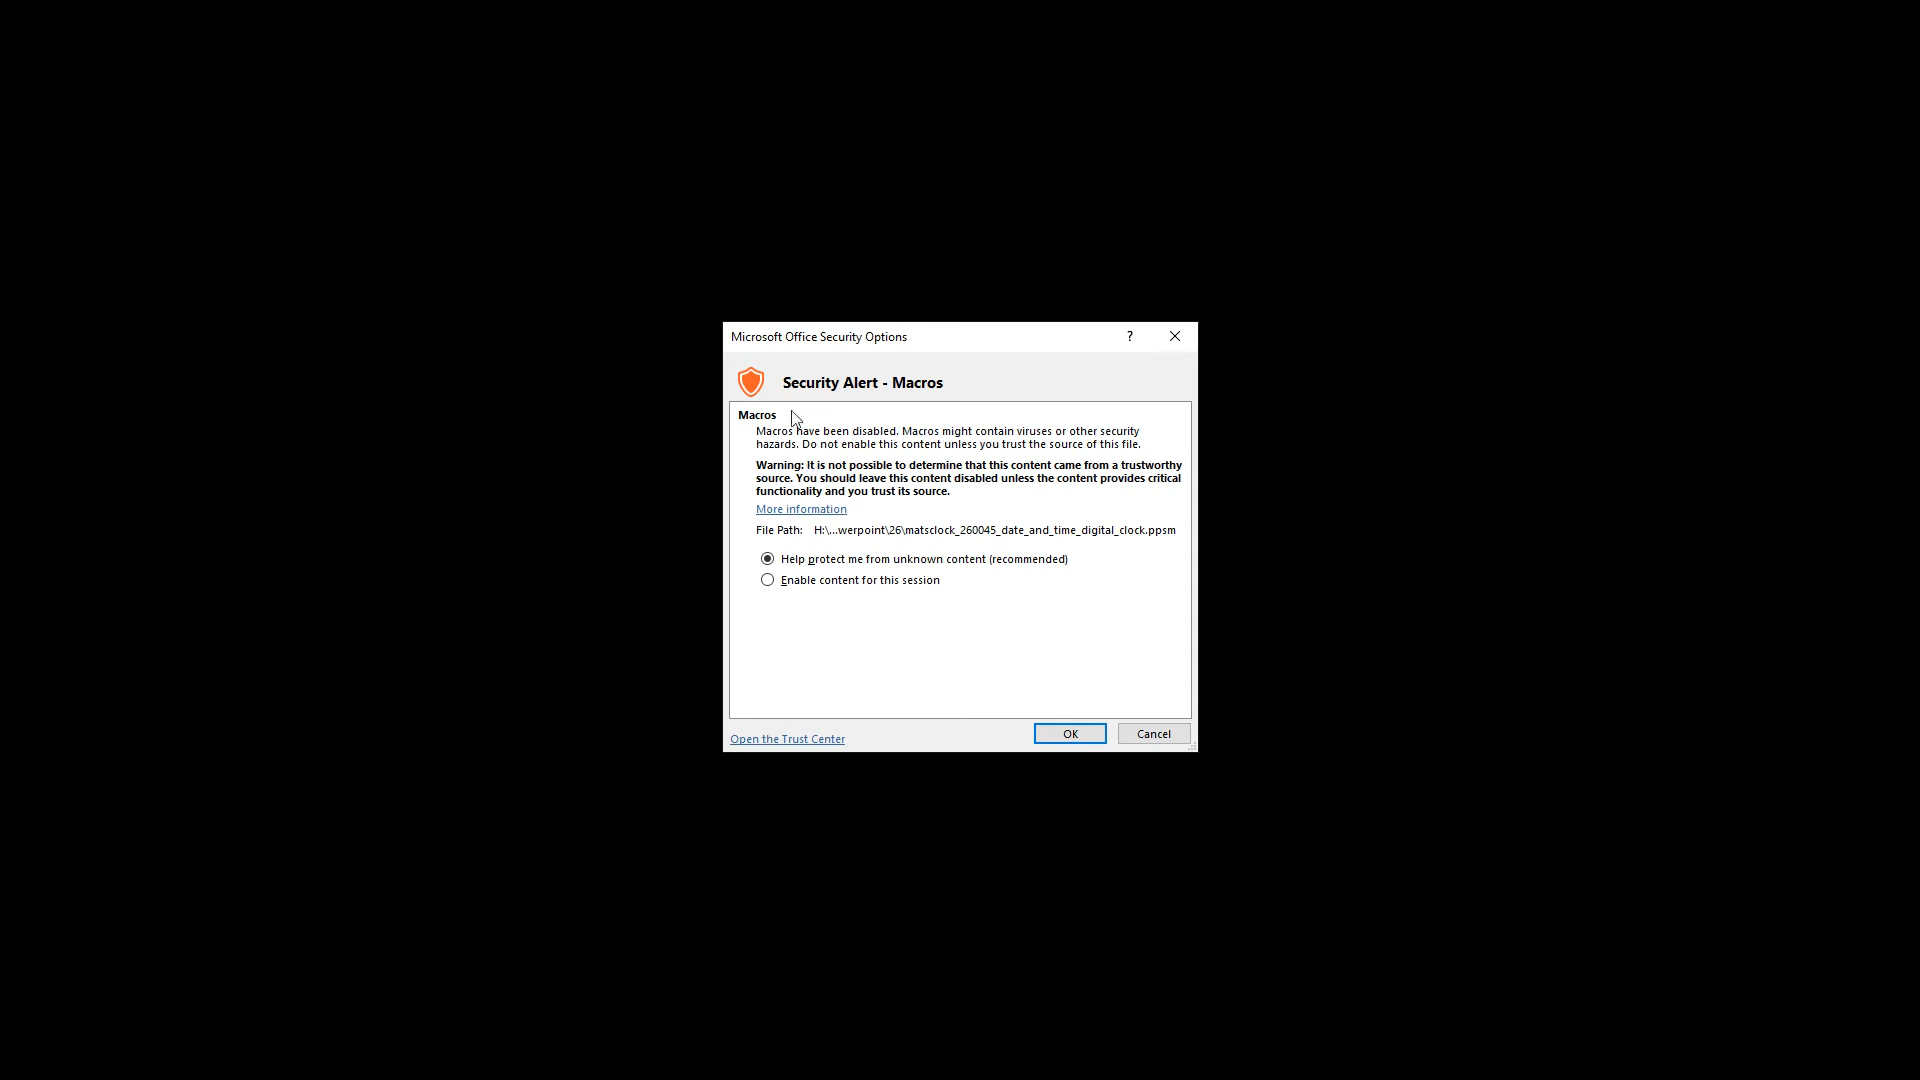 Microsoft Office Security Options
?
Security Alert - Macros
Macros
Macros have been disabled. Macros might contain viruses or other security
hazards. Do not enable this content unless you trust the source of this file.
Warning: It is not possible to determine that this content came from a trustworthy
source. You should leave this content disabled unless the content provides critical
functionality and you trust its source.
More information
File Path: H:\...werpoint\26\matsclock_260045_date_and_time_digital_clock.ppsm
Help protect me from unknown content (recommended)
Enable content for this session
Open the Trust Center
OK
Cancel